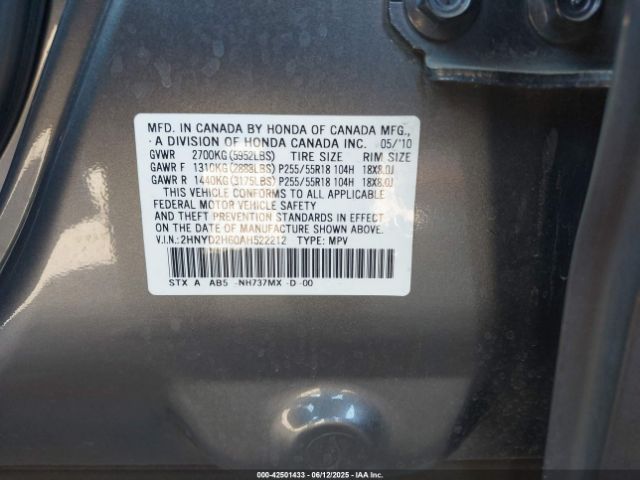 MFD. IN CANADA BY HONDA OF CANADA MFG.,
A DIVISION OF HONDA CANADA INC. 05/'10
GVWR 2700KG(5952LBS) TIRE SIZE RIM SIZE
GAWR F 1310KG(2883LBS) P255/55R18 104H 18X8.0J
GAWR R 1440KG(3175LBS) P255/55R18 104H 18X8.0J
THIS VEHICLE CONFORMS TO ALL APPLICABLE
FEDERAL MOTOR VEHICLE SAFETY
AND THEFT PREVENTION STANDARDS IN EFFECT
ON THE DATE OF MANUFACTURE SHOWN ABOVE.
V.I.N.: 2HNYD2H60AH522212 TYPE: MPV
STX A AB5 -NH737MX -D -00
000-42501433 - 06/12/2025 - IAAI.COM